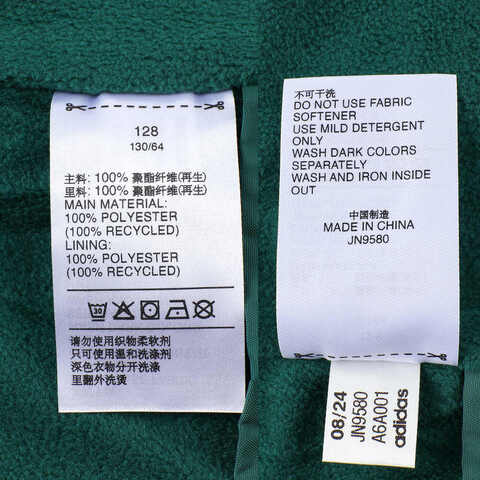 128
130/64
主料: 100% 聚酯纤维(再生)
里料: 100% 聚酯纤维(再生)
MAIN MATERIAL:
100% POLYESTER
(100% RECYCLED)
LINING:
100% POLYESTER
(100% RECYCLED)
30
请勿使用织物柔软剂
只可使用温和洗涤剂
深色衣物分开洗涤
里翻外洗烫
不可干洗
DO NOT USE FABRIC
SOFTENER
USE MILD DETERGENT
ONLY
WASH DARK COLORS
SEPARATELY
WASH AND IRON INSIDE
OUT
中国制造
MADE IN CHINA
JN9580
08/24
JN9580
A6A001
adidas